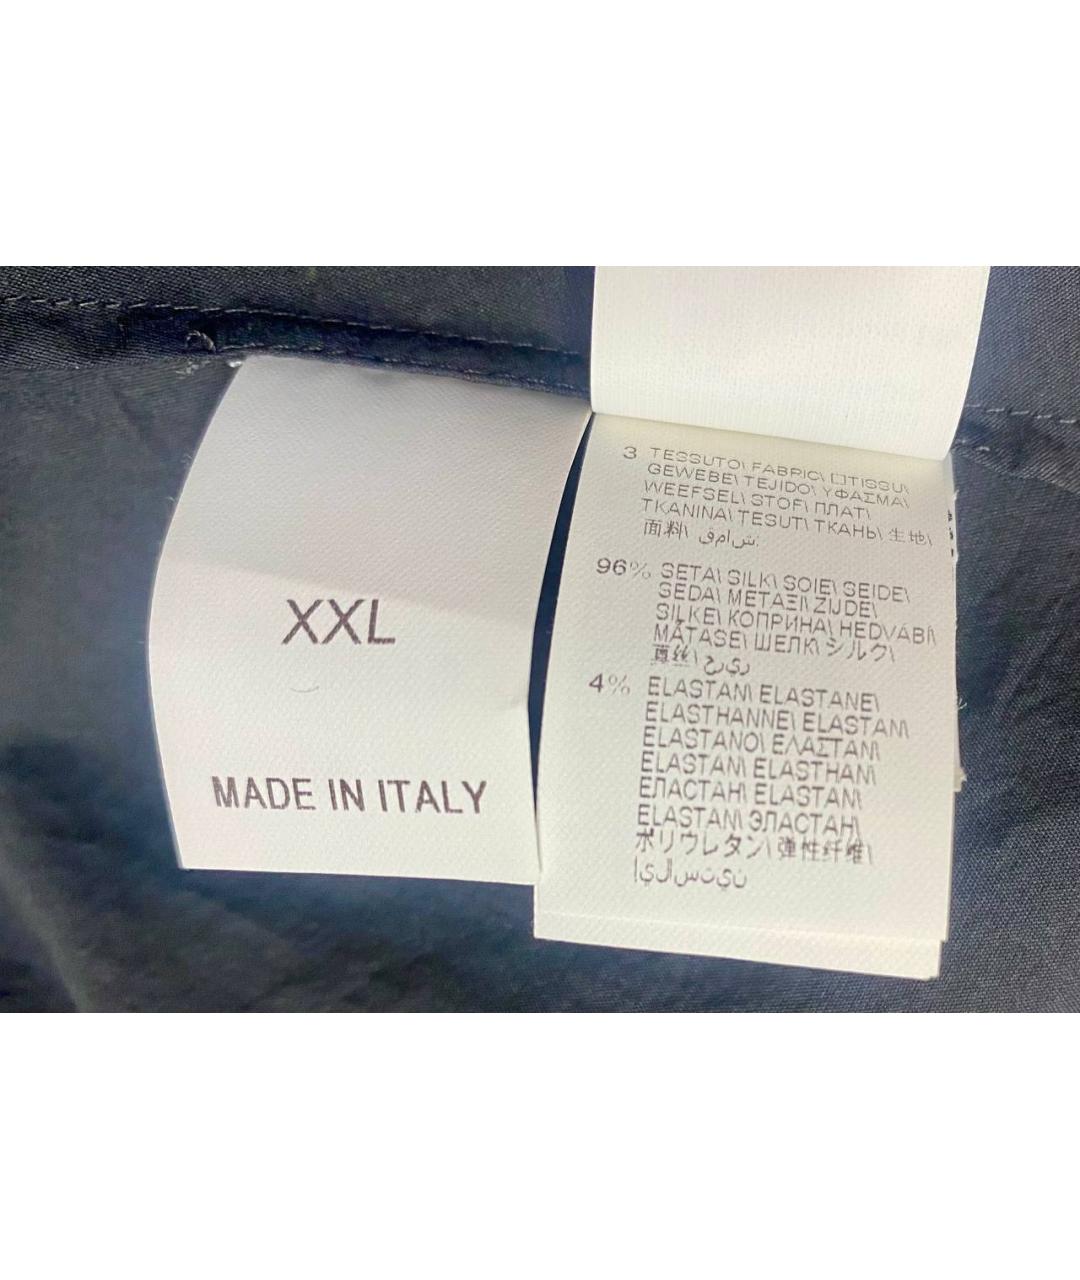 XXL
MADE IN ITALY
3 TESSUTO\ FABRIC\ □TISSU\
GEWEBE\ TEJIDO\ ΥΦΑΣΜΑ\
WEEFSEL\ STOF\ ПЛАТ\
TKANINA\ TESUT\ ТКАНЬ\ 生地\
面料\ قماش:
96% SETA\ SILK\ SOIE\ SEIDE\
SEDA\ ΜΕΤΑΞΙ\ ZIJDE\
SILKE\ КОПРИНА\ HEDVÁBÍ\
MĂTASE\ ШЕЛК\ シルク\
真丝\ حرير
4% ELASTAN\ ELASTANE\
ELASTHANNE\ ELASTAN\
ELASTANO\ ΕΛΑΣΤΑΝ\
ELASTAN\ ELASTHAN\
ЕЛАСТАН\ ELASTAN\
ELASTAN\ ЭЛАСТАН\
ポリウレタン\ 弹性纤维\
إيلاستين